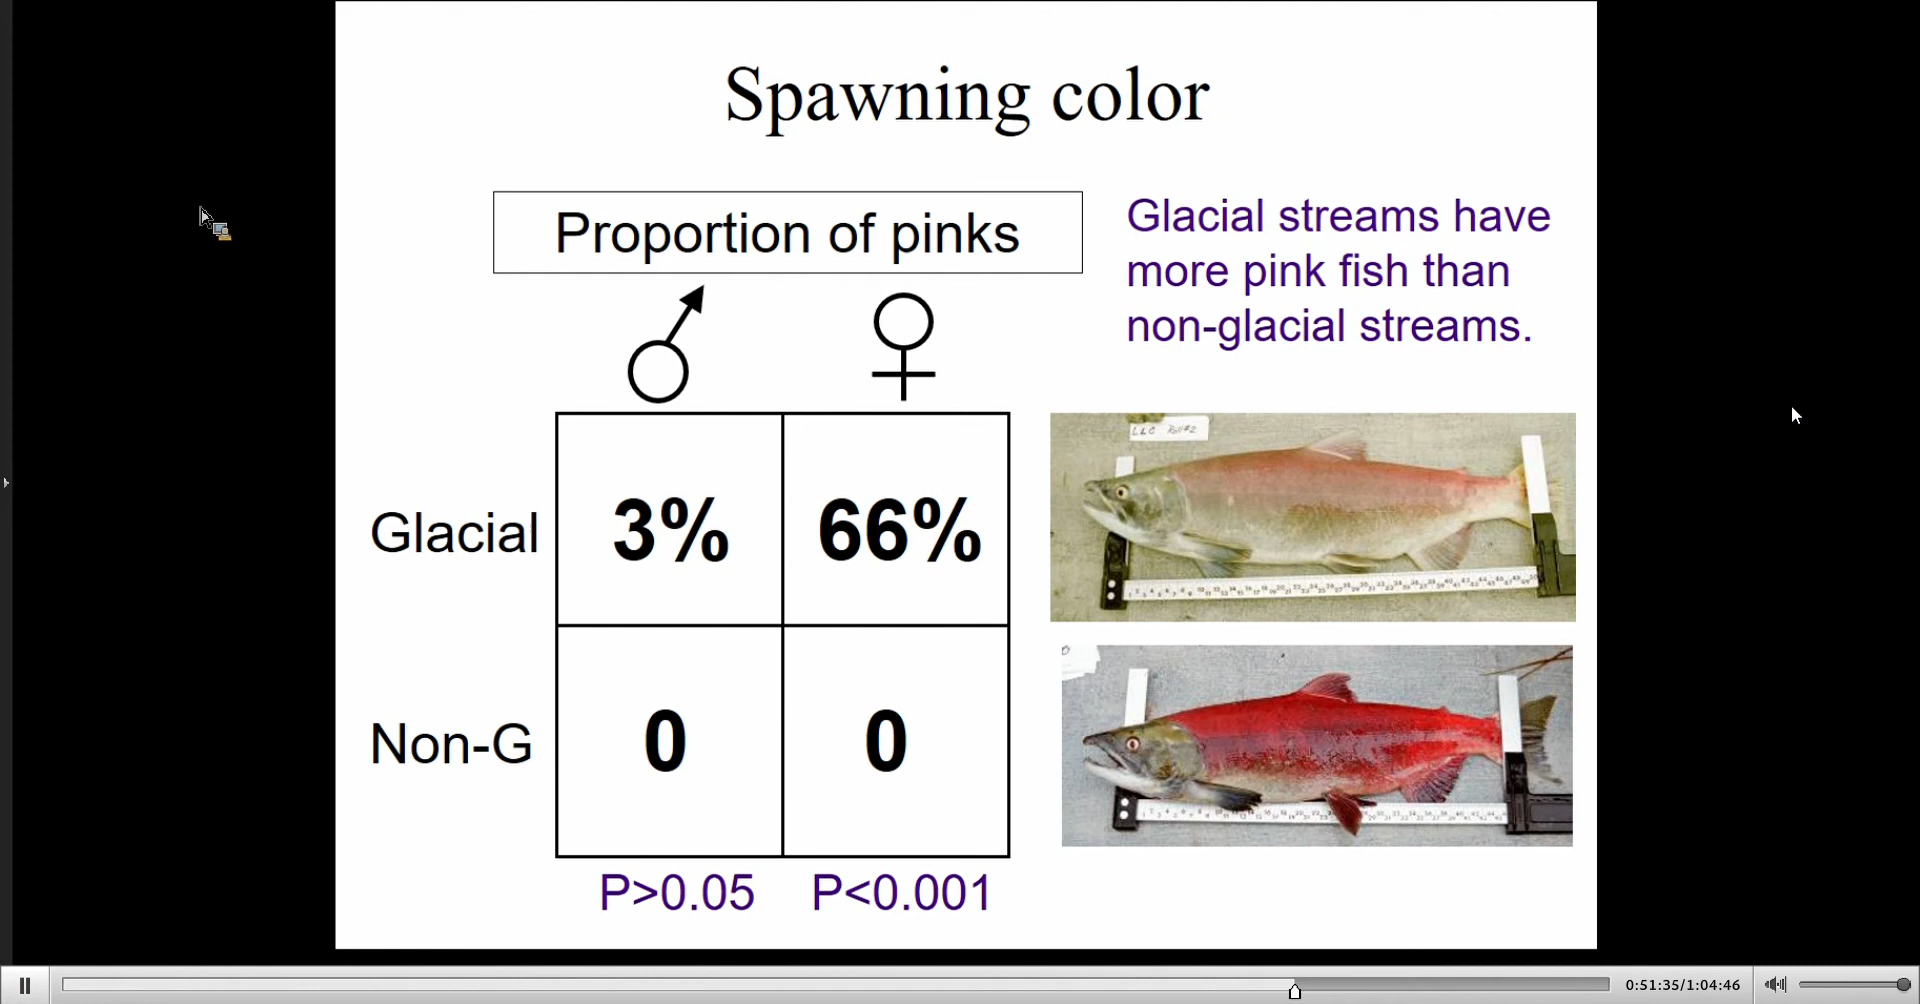 Spawning color
Proportion of pinks
Glacial streams have
more pink fish than
non-glacial streams.
LLC
Glacial
3%
66%
Non-G
0
0
P>0.05
P<0.001
0:51:35/1:04:46